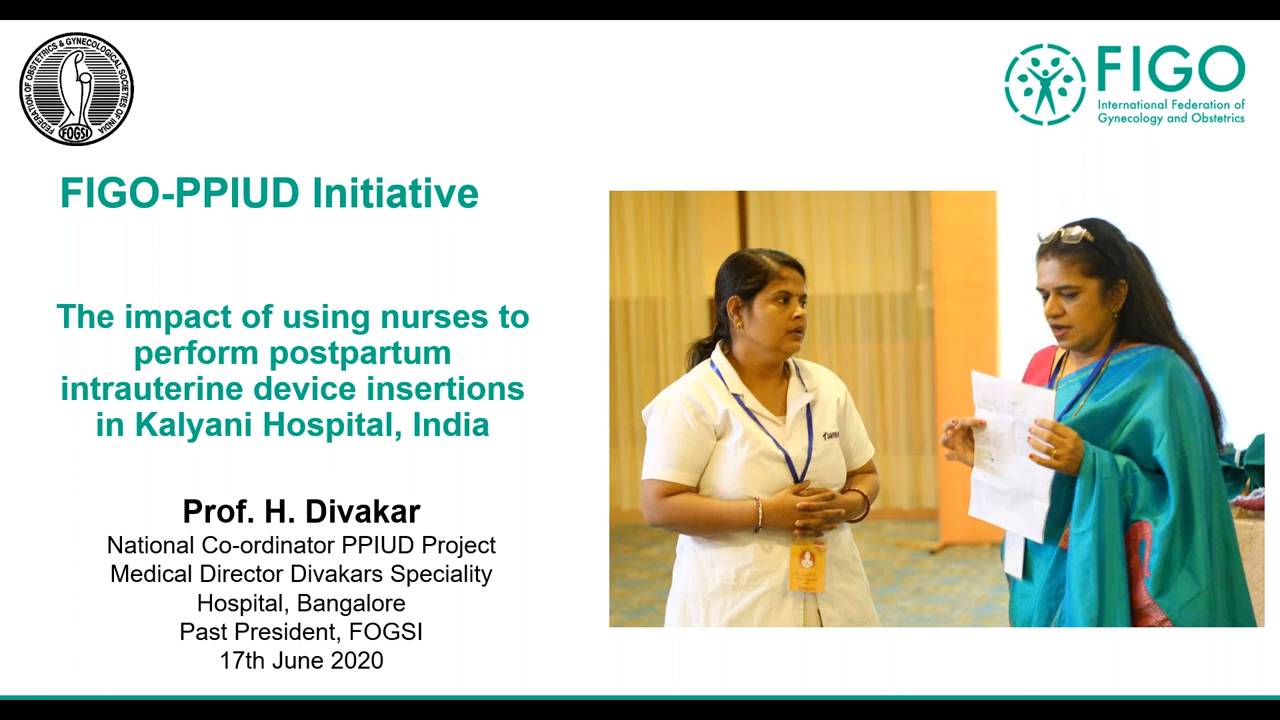 FEDERATION OF OBSTETRICS & GYNECOLOGICAL SOCIETIES OF INDIA
FOGSI
FIGO
International Federation of
Gynecology and Obstetrics
FIGO-PPIUD Initiative
The impact of using nurses to
perform postpartum
intrauterine device insertions
in Kalyani Hospital, India
Prof. H. Divakar
National Co-ordinator PPIUD Project
Medical Director Divakars Speciality
Hospital, Bangalore
Past President, FOGSI
17th June 2020